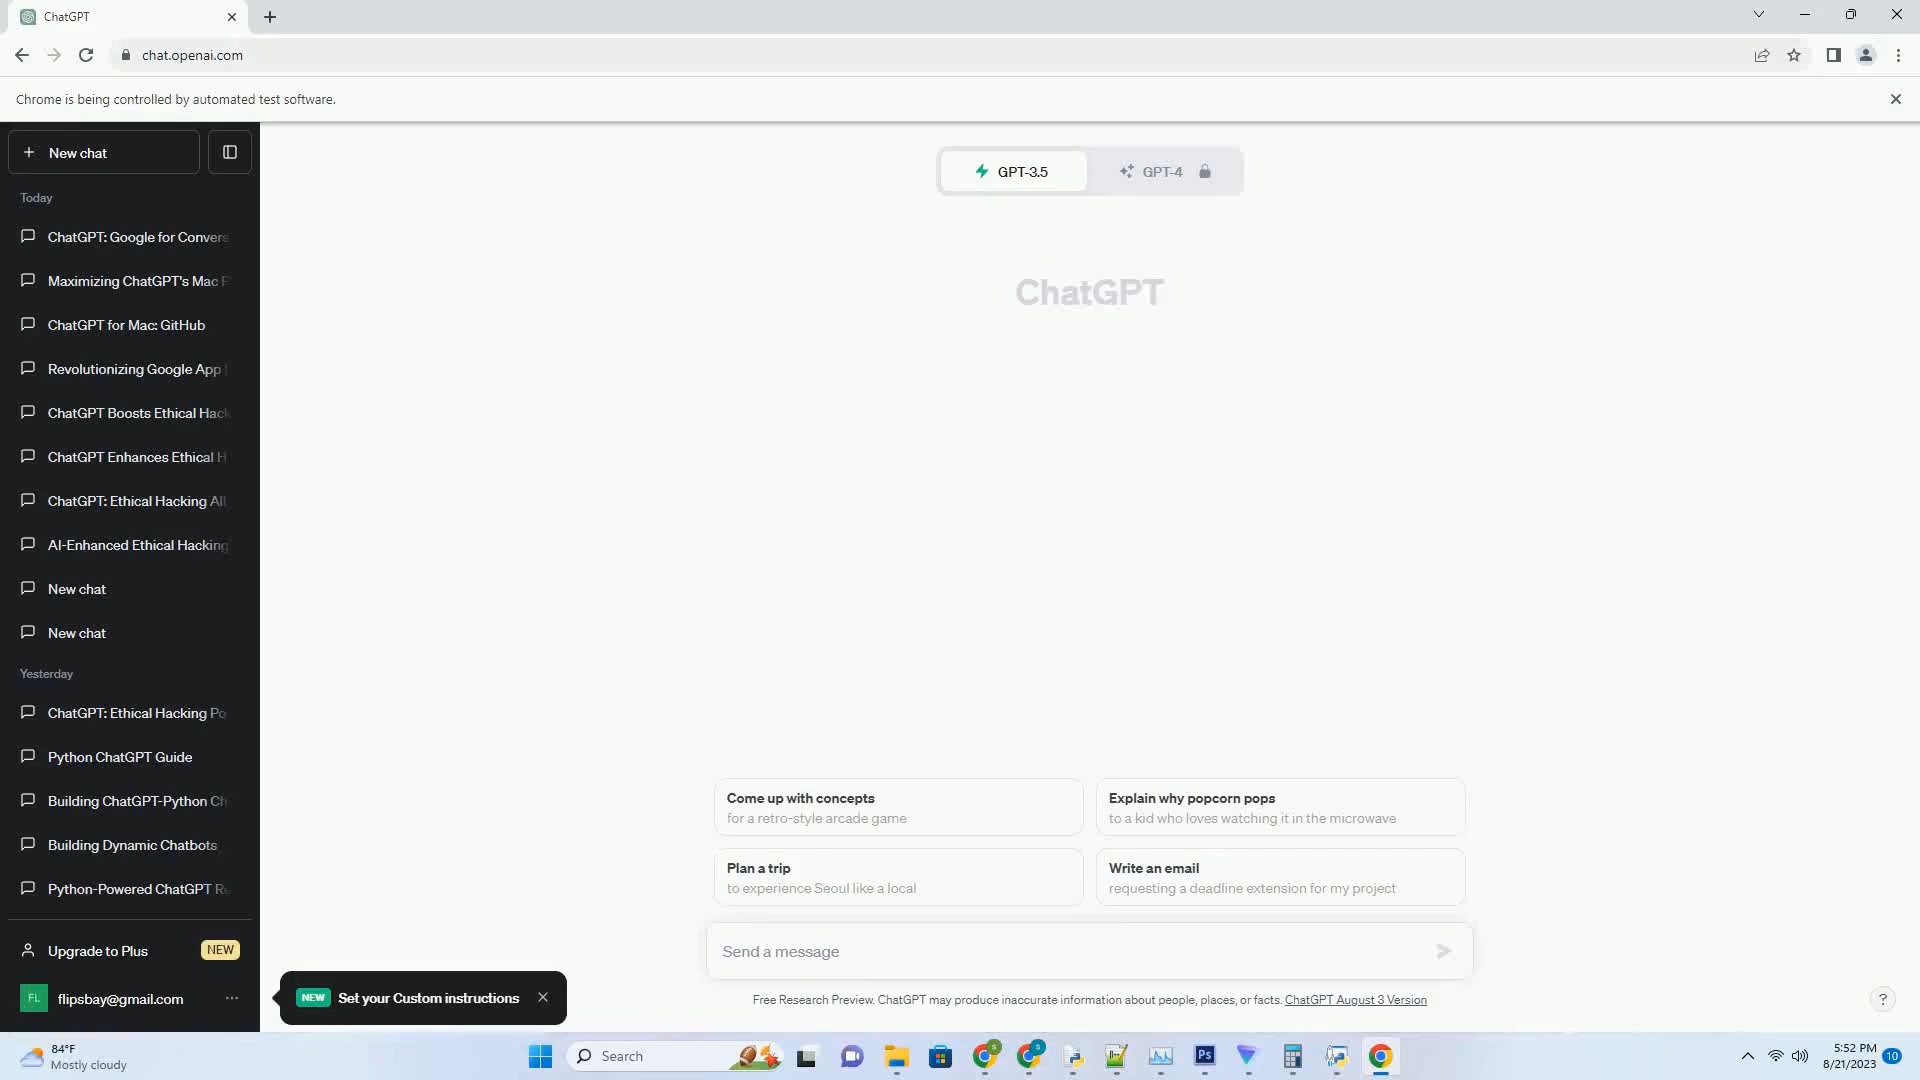 ChatGPT
chat.openai.com
Chrome is being controlled by automated test software.
New chat
Today
ChatGPT: Google for Convers
Maximizing ChatGPT's Mac P
ChatGPT for Mac: GitHub
Revolutionizing Google App
ChatGPT Boosts Ethical Hack
ChatGPT Enhances Ethical H
ChatGPT: Ethical Hacking All
AI-Enhanced Ethical Hacking
New chat
New chat
Yesterday
ChatGPT: Ethical Hacking Po
Python ChatGPT Guide
Building ChatGPT-Python Ch
Building Dynamic Chatbots
Python-Powered ChatGPT Re
Upgrade to Plus NEW
FL flipsbay@gmail.com
NEW Set your Custom instructions
GPT-3.5
GPT-4
ChatGPT
Come up with concepts
for a retro-style arcade game
Explain why popcorn pops
to a kid who loves watching it in the microwave
Plan a trip
to experience Seoul like a local
Write an email
requesting a deadline extension for my project
Send a message
Free Research Preview. ChatGPT may produce inaccurate information about people, places, or facts. ChatGPT August 3 Version
?
84°F
Mostly cloudy
Search
S
S
Ps
5:52 PM
8/21/2023
10